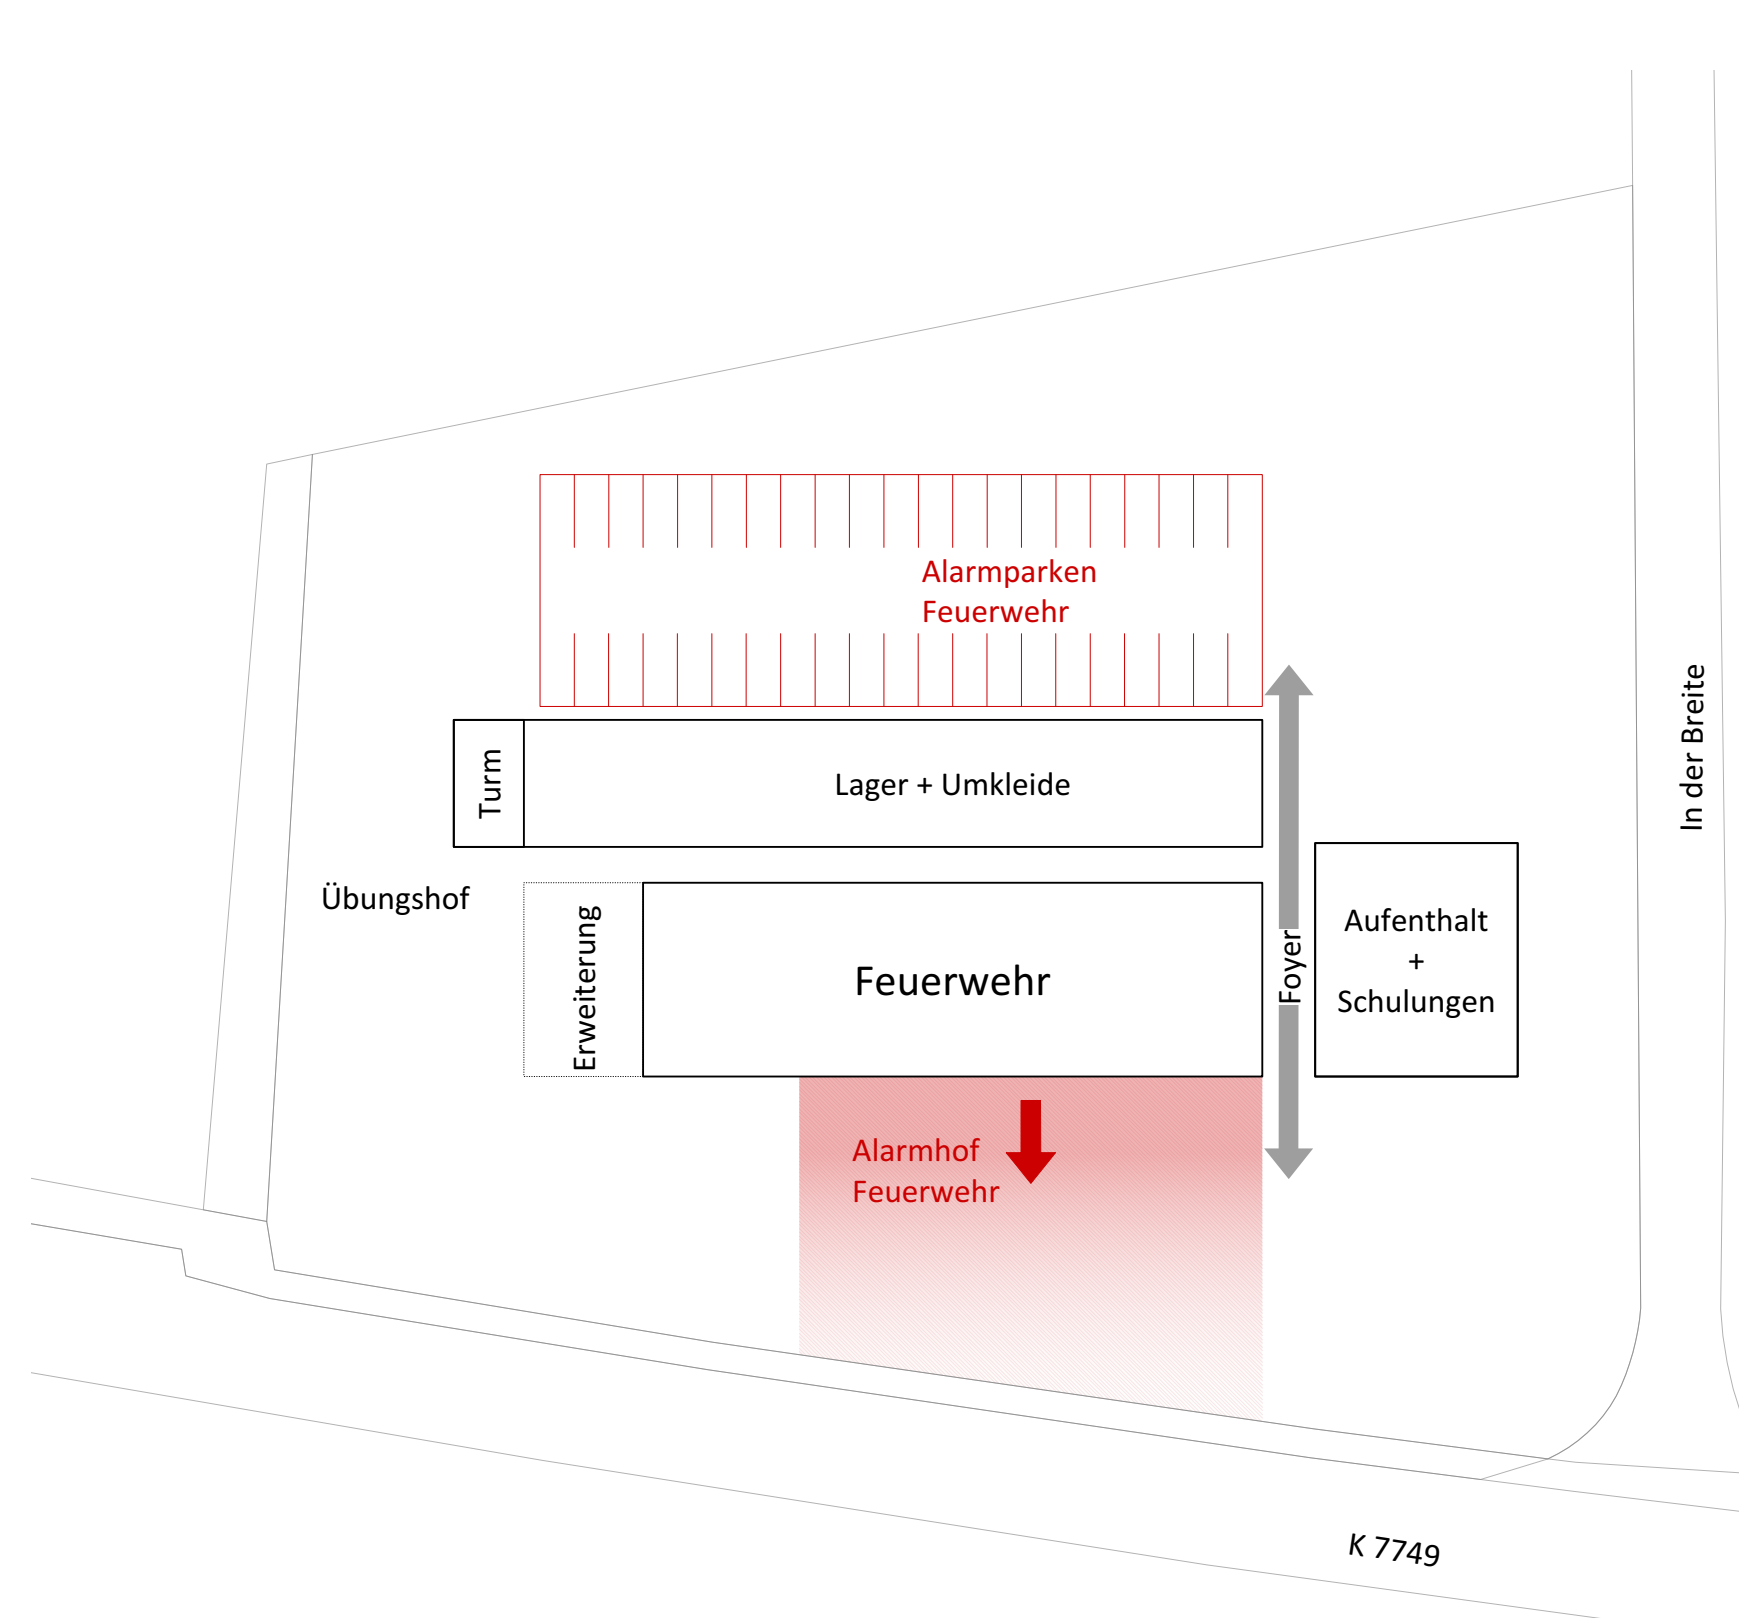 Alarmparken
Feuerwehr
In der Breite
Turm
Lager + Umkleide
Übungshof
Erweiterung
Feuerwehr
Foyer
Aufenthalt
+
Schulungen
Alarmhof
Feuerwehr
K 7749